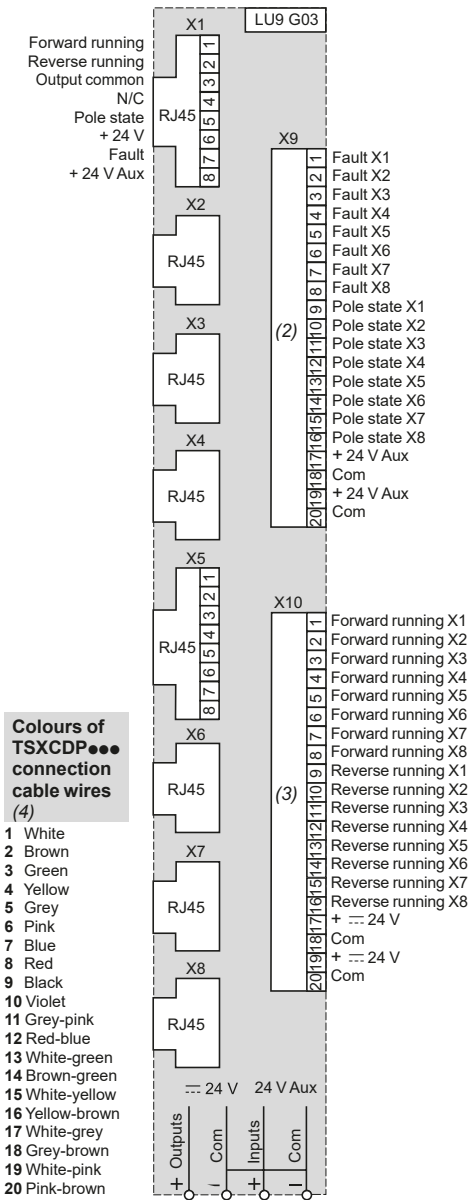 LU9 G03
X1
Forward running
Reverse running
Output common
N/C
Pole state
+ 24 V
Fault
+ 24 V Aux
RJ45
1
2
3
4
5
6
7
8
X2
RJ45
X3
RJ45
X4
RJ45
X5
RJ45
1
2
3
4
5
6
7
8
X6
RJ45
X7
RJ45
X8
RJ45
X9
(2)
1 Fault X1
2 Fault X2
3 Fault X3
4 Fault X4
5 Fault X5
6 Fault X6
7 Fault X7
8 Fault X8
9 Pole state X1
10 Pole state X2
11 Pole state X3
12 Pole state X4
13 Pole state X5
14 Pole state X6
15 Pole state X7
16 Pole state X8
17 + 24 V Aux
18 Com
19 + 24 V Aux
20 Com
X10
(3)
1 Forward running X1
2 Forward running X2
3 Forward running X3
4 Forward running X4
5 Forward running X5
6 Forward running X6
7 Forward running X7
8 Forward running X8
9 Reverse running X1
10 Reverse running X2
11 Reverse running X3
12 Reverse running X4
13 Reverse running X5
14 Reverse running X6
15 Reverse running X7
16 Reverse running X8
17 + ⎓ 24 V
18 Com
19 + ⎓ 24 V
20 Com
Colours of
TSXCDP●●●
connection
cable wires
(4)
1 White
2 Brown
3 Green
4 Yellow
5 Grey
6 Pink
7 Blue
8 Red
9 Black
10 Violet
11 Grey-pink
12 Red-blue
13 White-green
14 Brown-green
15 White-yellow
16 Yellow-brown
17 White-grey
18 Grey-brown
19 White-pink
20 Pink-brown
⎓ 24 V
24 V Aux
+ Outputs
– Com
+ Inputs
– Com